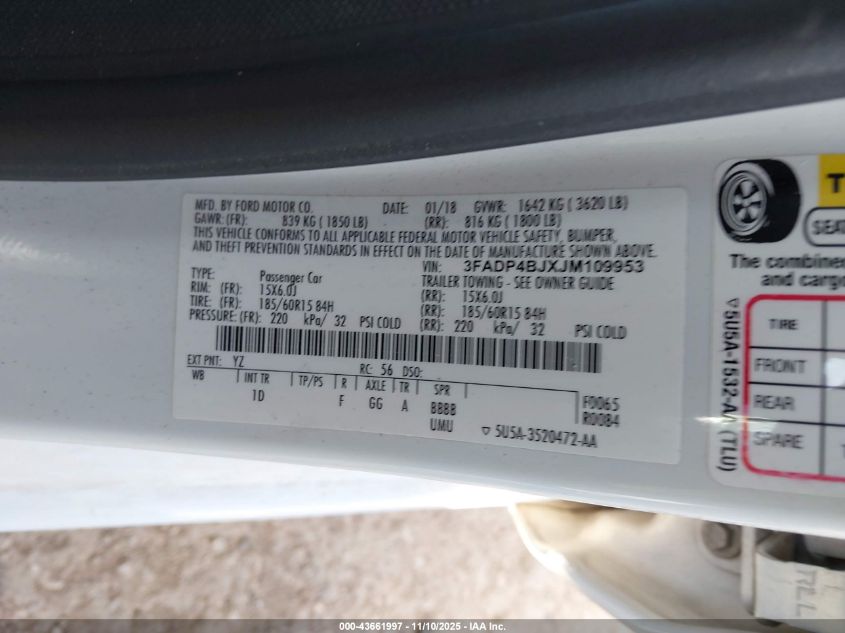 MFD. BY FORD MOTOR CO. DATE: 01/18 GVWR: 1642 KG ( 3620 LB)
GAWR: (FR): 839 KG ( 1850 LB) (RR): 816 KG ( 1800 LB)
THIS VEHICLE CONFORMS TO ALL APPLICABLE FEDERAL MOTOR VEHICLE SAFETY, BUMPER,
AND THEFT PREVENTION STANDARDS IN EFFECT ON THE DATE OF MANUFACTURE SHOWN ABOVE.
VIN: 3FADP4BJXJM109953
TYPE: Passenger Car TRAILER TOWING - SEE OWNER GUIDE
RIM: (FR): 15X6.0J (RR): 15X6.0J
TIRE: (FR): 185/60R15 84H (RR): 185/60R15 84H
PRESSURE: (FR): 220 kPa/ 32 PSI COLD (RR): 220 kPa/ 32 PSI COLD
EXT PNT: YZ RC: 56 DSO:
WB INT TR TP/PS R AXLE TR SPR
1D F GG A BBBB F0065
UMU R0084
▽ 5U5A-3520472-AA
SEAT
The combined
and cargo
TIRE
FRONT
REAR
SPARE
▽5U5A-1532-AA (TLU)
000-43661997 - 11/10/2025 - IAA Inc.